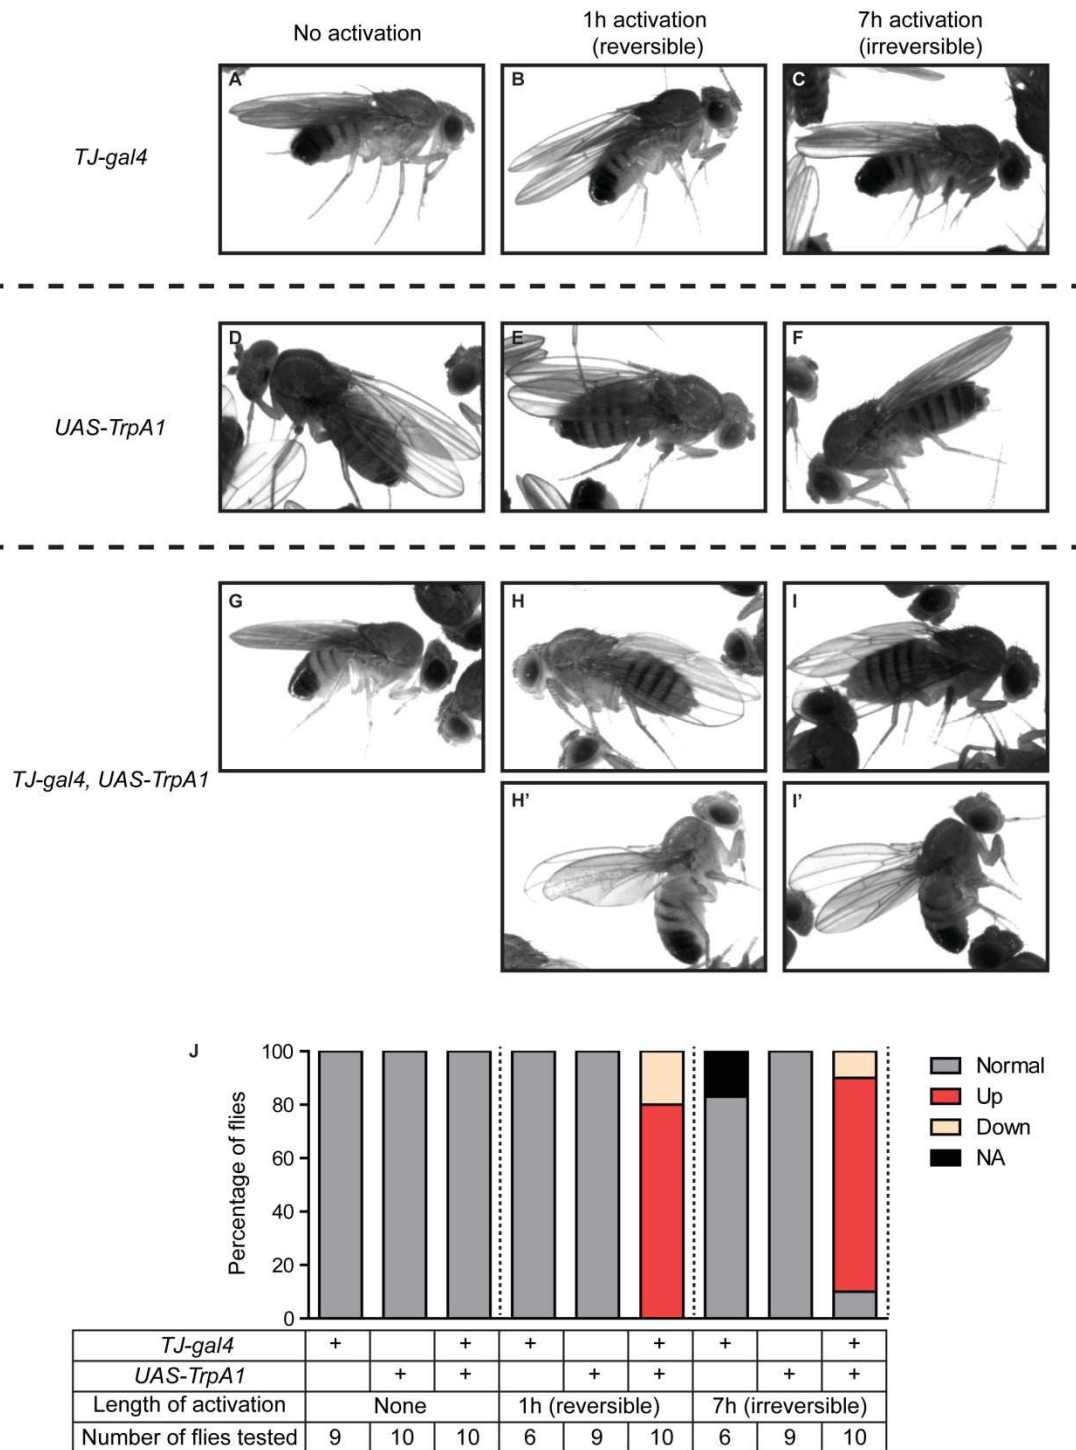 No activation
1h activation
(reversible)
7h activation
(irreversible)
TJ-gal4
A
B
C
UAS-TrpA1
D
E
F
TJ-gal4, UAS-TrpA1
G
H
I
H'
I'
J
Percentage of flies
100
80
60
40
20
0
Normal
Up
Down
NA
TJ-gal4 + + + + + +
UAS-TrpA1 + + + + + +
Length of activation None 1h (reversible) 7h (irreversible)
Number of flies tested 9 10 10 6 9 10 6 9 10